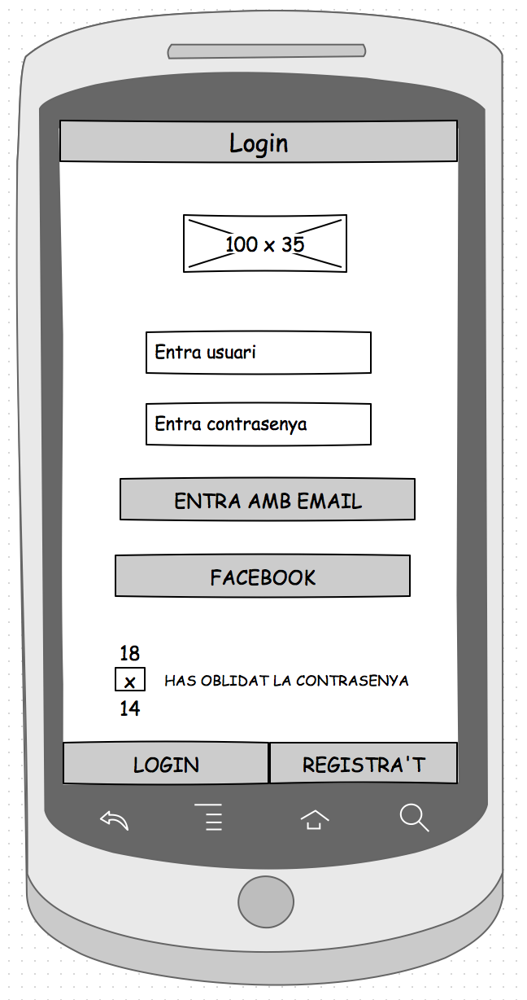 Login
100 x 35
Entra usuari
Entra contrasenya
ENTRA AMB EMAIL
FACEBOOK
18
x
14
HAS OBLIDAT LA CONTRASENYA
LOGIN
REGISTRA'T